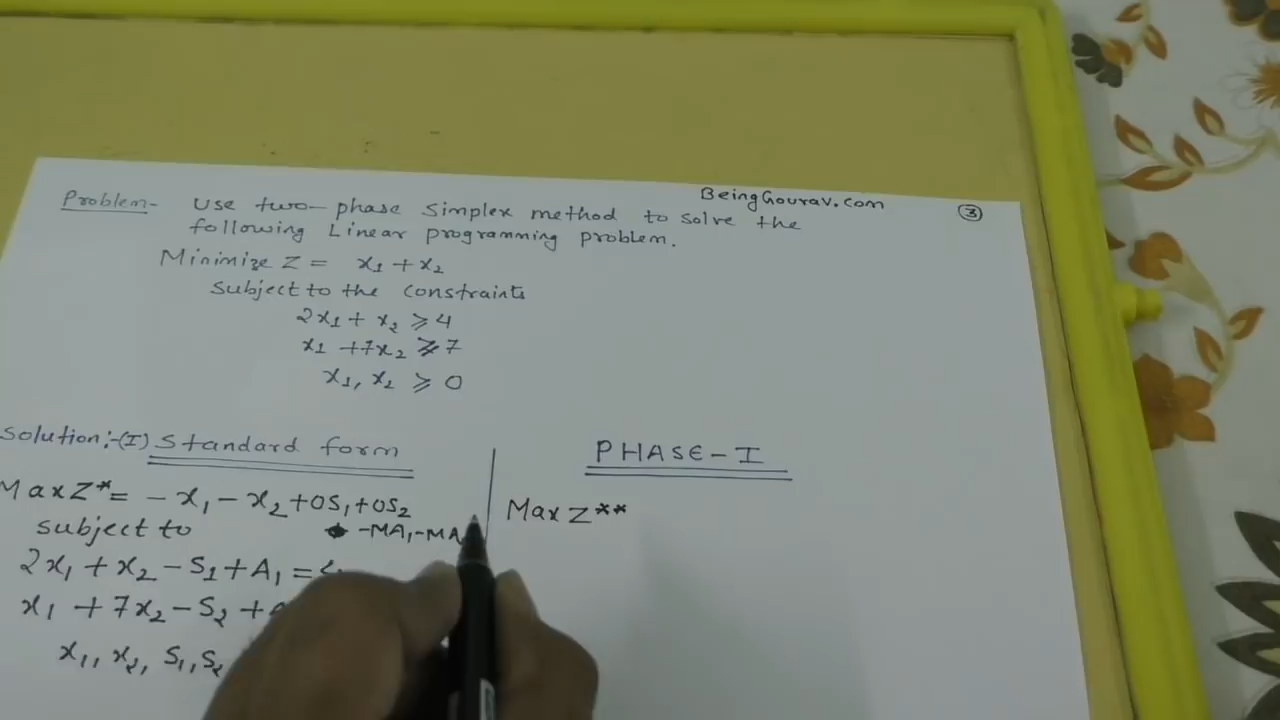 BeingGourav.com
③
Problem- Use two-phase Simplex method to solve the
following Linear programming problem.
Minimize Z = x₁ + x₂
Subject to the constraints
2x₁ + x₂ ⩾ 4
x₁ + 7x₂ ⩾ 7
x₁, x₂ ⩾ 0
Solution:-(I) Standard form
Max Z* = - x₁ - x₂ + 0S₁ + 0S₂
-MA₁-MA
subject to
2x₁ + x₂ - S₁ + A₁ =
x₁ + 7x₂ - S₂ +
x₁, x₂, S₁, S₂
PHASE-I
Max Z**